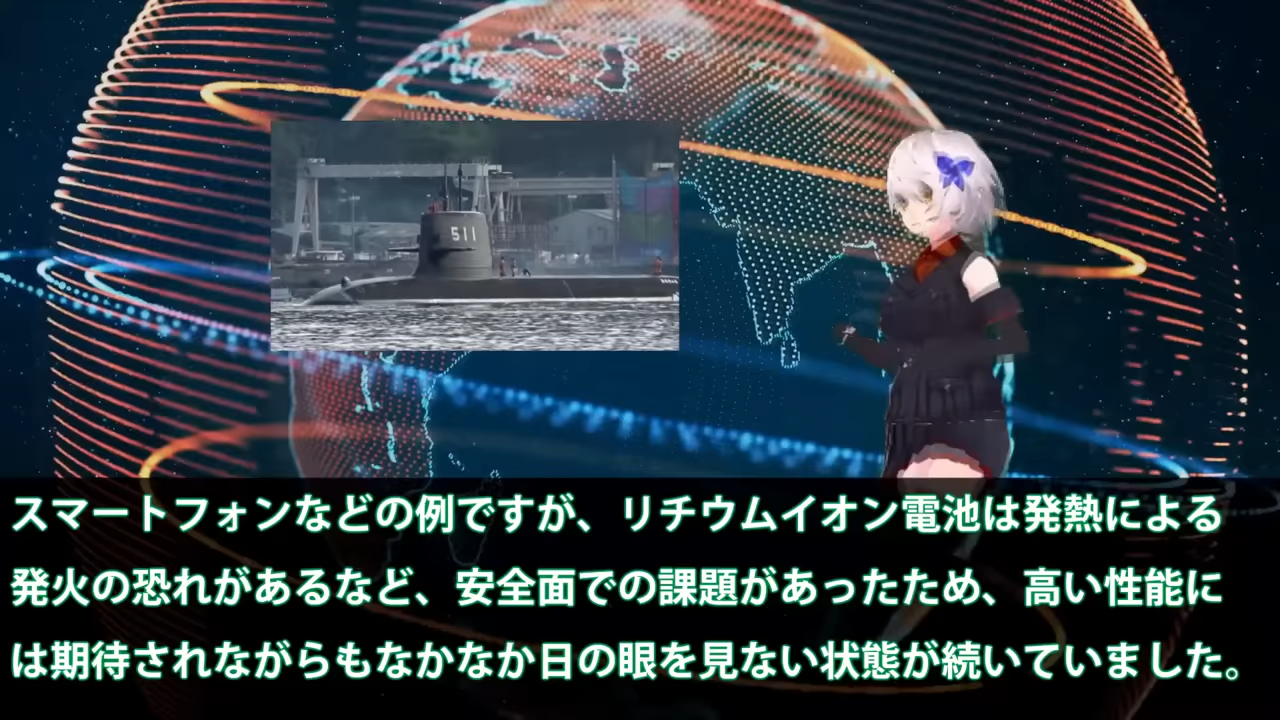 511
スマートフォンなどの例ですが、リチウムイオン電池は発熱による
発火の恐れがあるなど、安全面での課題があったため、高い性能に
は期待されながらもなかなか日の眼を見ない状態が続いていました。